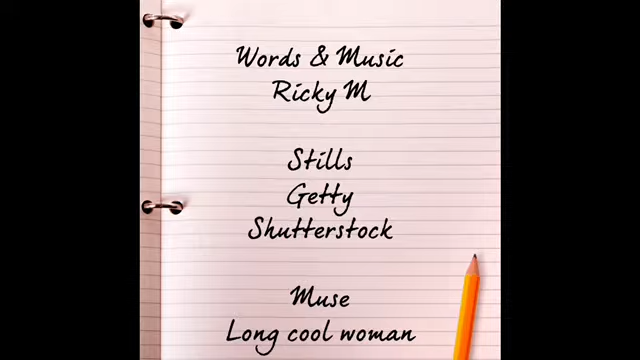 Words & Music
Ricky M
Stills
Getty
Shutterstock
Muse
Long cool woman